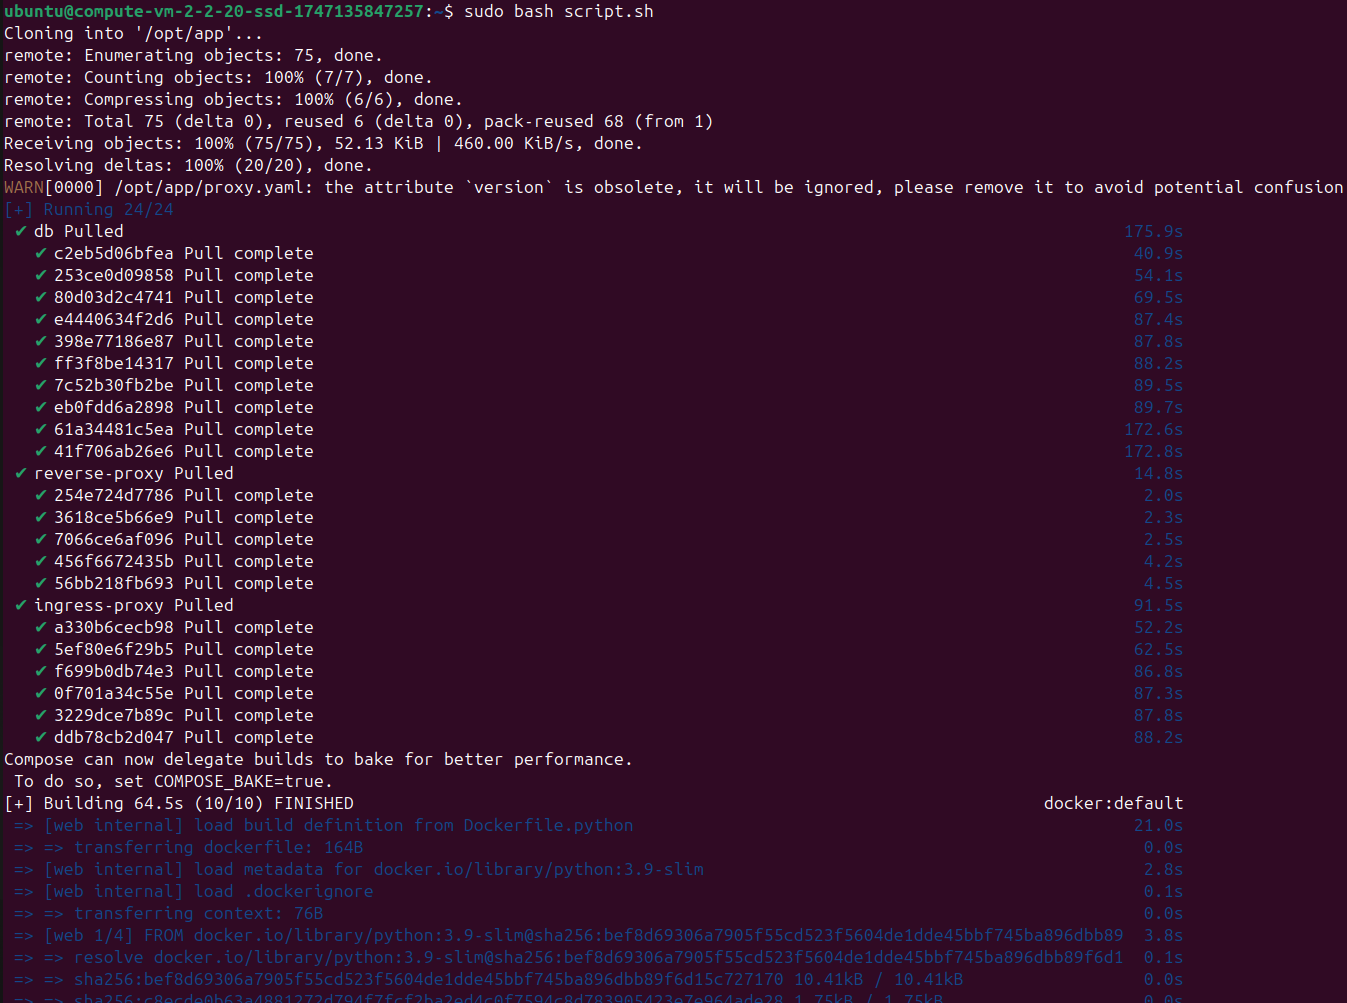 ubuntu@compute-vm-2-2-20-ssd-1747135847257:~$ sudo bash script.sh
Cloning into '/opt/app'...
remote: Enumerating objects: 75, done.
remote: Counting objects: 100% (7/7), done.
remote: Compressing objects: 100% (6/6), done.
remote: Total 75 (delta 0), reused 6 (delta 0), pack-reused 68 (from 1)
Receiving objects: 100% (75/75), 52.13 KiB | 460.00 KiB/s, done.
Resolving deltas: 100% (20/20), done.
WARN[0000] /opt/app/proxy.yaml: the attribute `version` is obsolete, it will be ignored, please remove it to avoid potential confusion
[+] Running 24/24
✔ db Pulled 175.9s
✔ c2eb5d06bfea Pull complete 40.9s
✔ 253ce0d09858 Pull complete 54.1s
✔ 80d03d2c4741 Pull complete 69.5s
✔ e4440634f2d6 Pull complete 87.4s
✔ 398e77186e87 Pull complete 87.8s
✔ ff3f8be14317 Pull complete 88.2s
✔ 7c52b30fb2be Pull complete 89.5s
✔ eb0fdd6a2898 Pull complete 89.7s
✔ 61a34481c5ea Pull complete 172.6s
✔ 41f706ab26e6 Pull complete 172.8s
✔ reverse-proxy Pulled 14.8s
✔ 254e724d7786 Pull complete 2.0s
✔ 3618ce5b66e9 Pull complete 2.3s
✔ 7066ce6af096 Pull complete 2.5s
✔ 456f6672435b Pull complete 4.2s
✔ 56bb218fb693 Pull complete 4.5s
✔ ingress-proxy Pulled 91.5s
✔ a330b6cecb98 Pull complete 52.2s
✔ 5ef80e6f29b5 Pull complete 62.5s
✔ f699b0db74e3 Pull complete 86.8s
✔ 0f701a34c55e Pull complete 87.3s
✔ 3229dce7b89c Pull complete 87.8s
✔ ddb78cb2d047 Pull complete 88.2s
Compose can now delegate builds to bake for better performance.
To do so, set COMPOSE_BAKE=true.
[+] Building 64.5s (10/10) FINISHED docker:default
=> [web internal] load build definition from Dockerfile.python 21.0s
=> => transferring dockerfile: 164B 0.0s
=> [web internal] load metadata for docker.io/library/python:3.9-slim 2.8s
=> [web internal] load .dockerignore 0.1s
=> => transferring context: 76B 0.0s
=> [web 1/4] FROM docker.io/library/python:3.9-slim@sha256:bef8d69306a7905f55cd523f5604de1dde45bbf745ba896dbb89 3.8s
=> => resolve docker.io/library/python:3.9-slim@sha256:bef8d69306a7905f55cd523f5604de1dde45bbf745ba896dbb89f6d1 0.1s
=> => sha256:bef8d69306a7905f55cd523f5604de1dde45bbf745ba896dbb89f6d15c727170 10.41kB / 10.41kB 0.0s
=> => 1.75kB / 1.75kB 0.0s